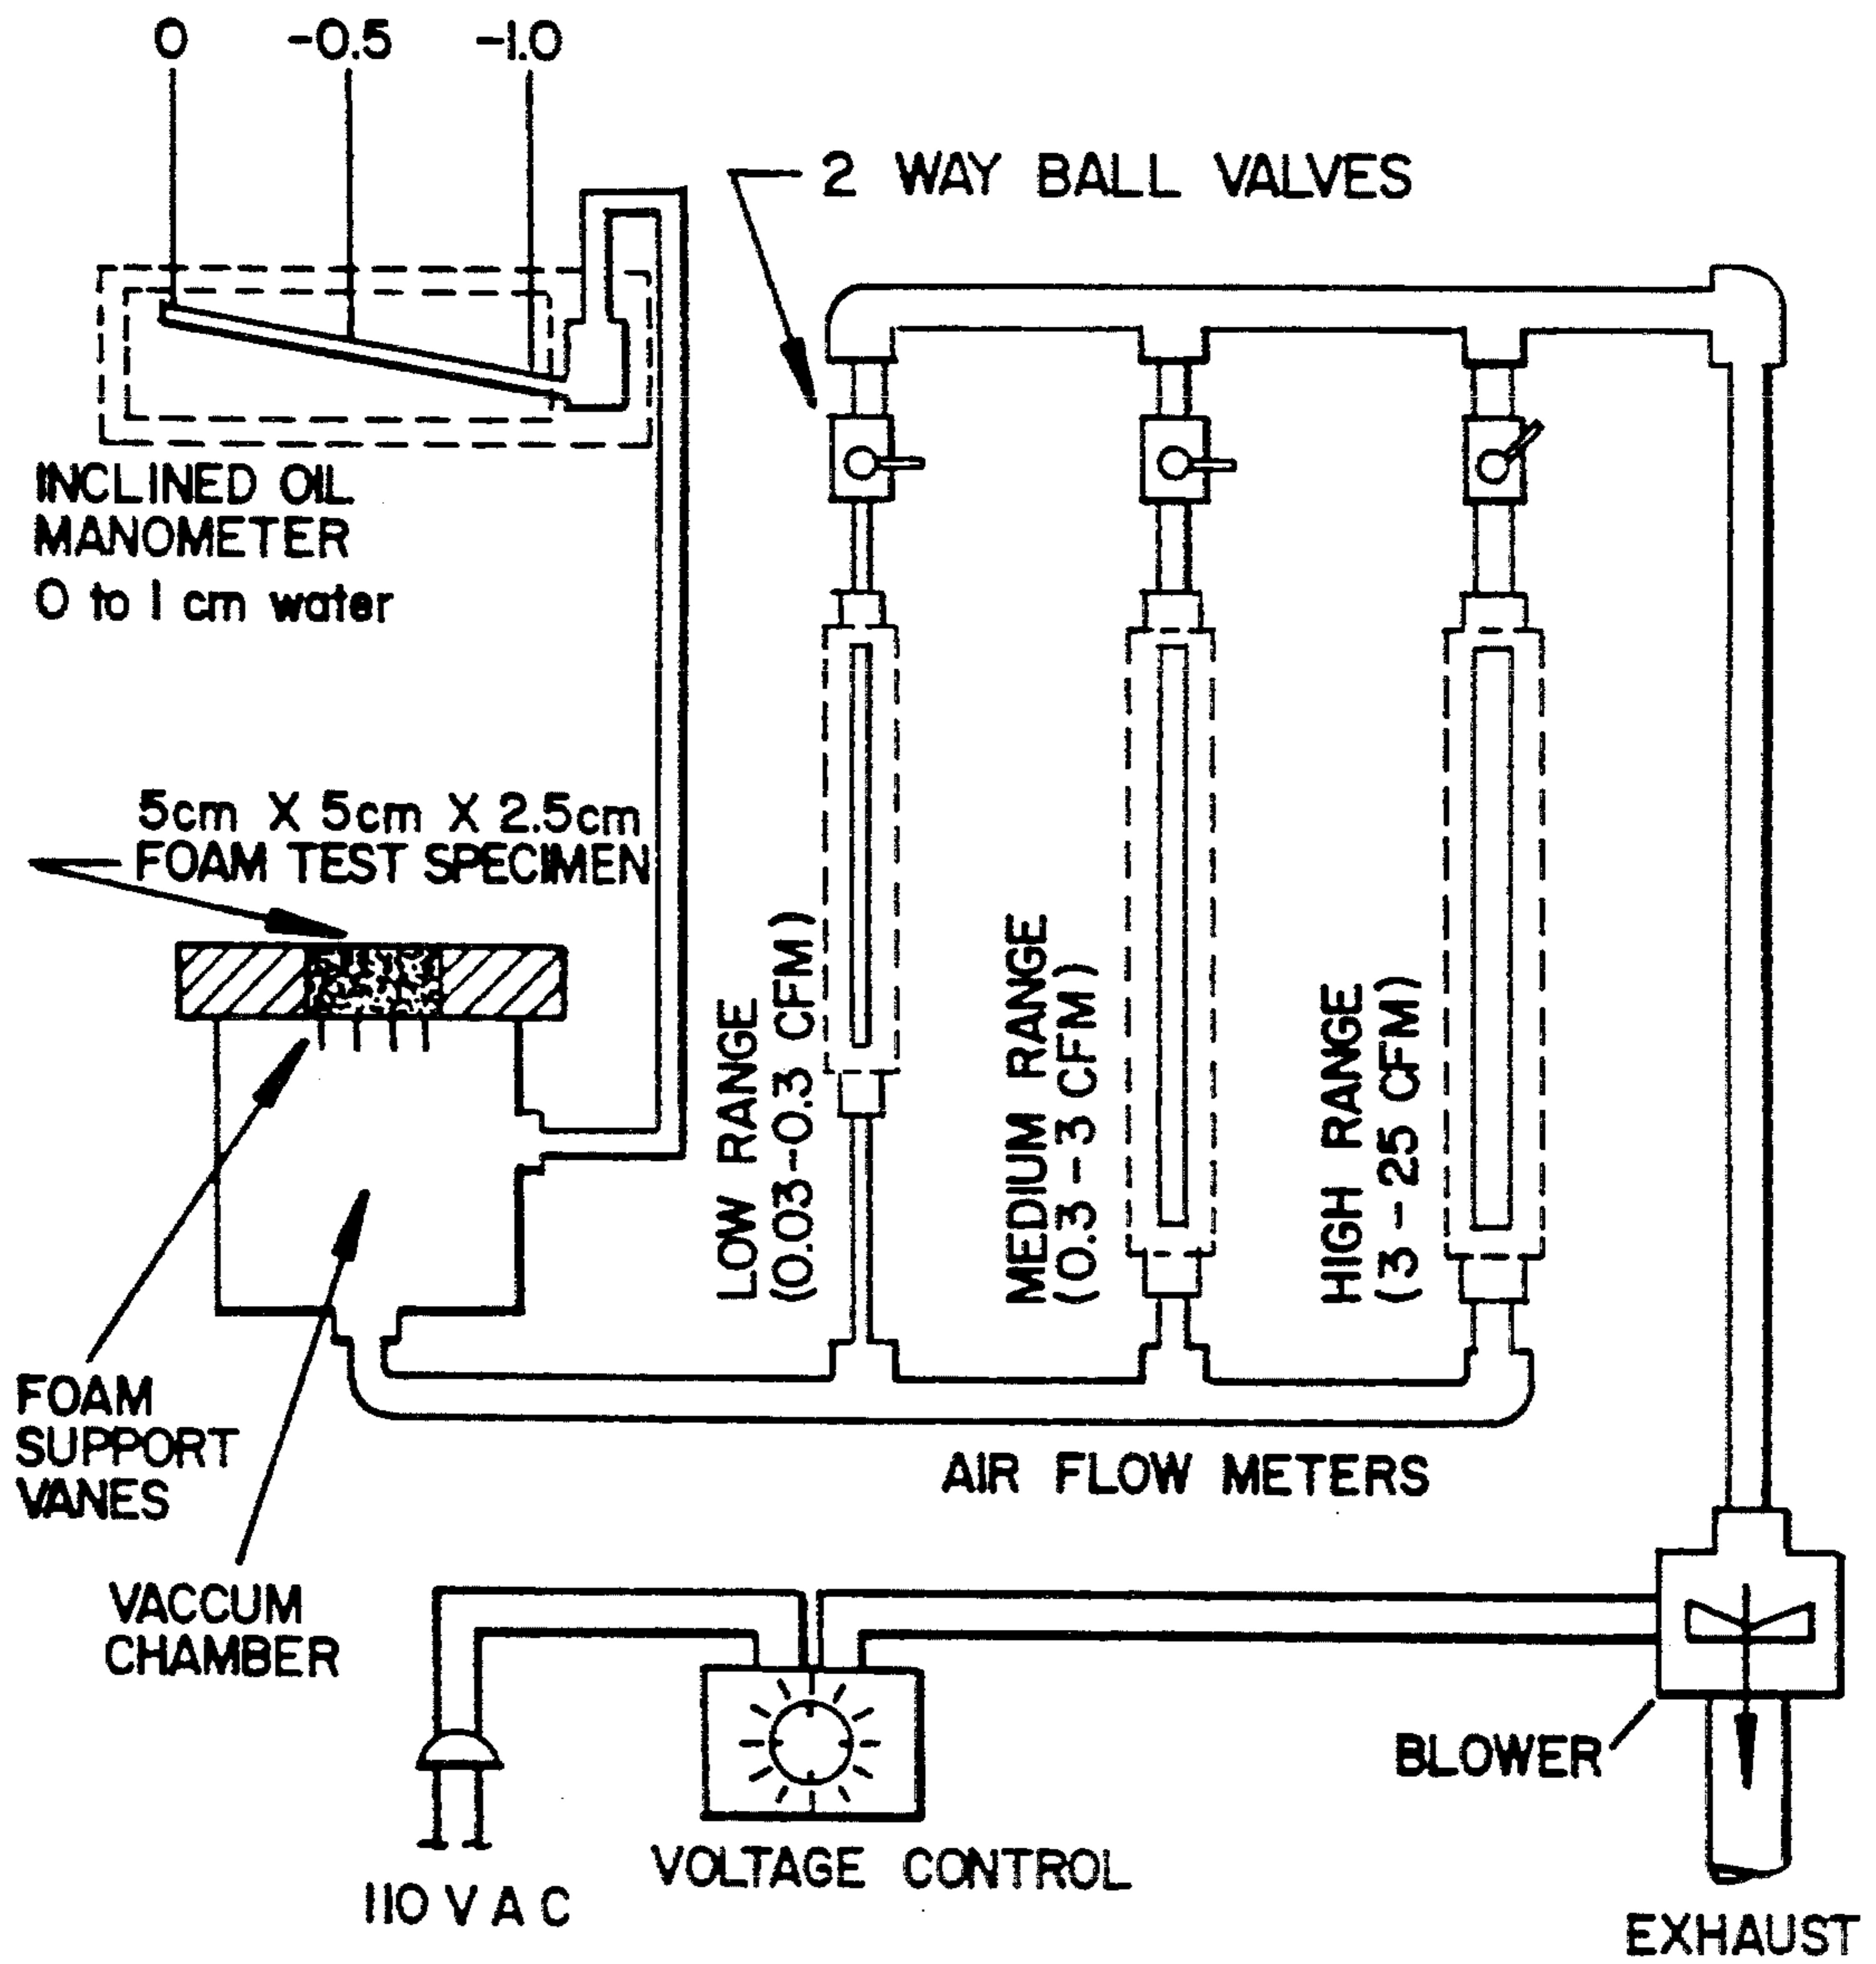 0 -0.5 -1.0
2 WAY BALL VALVES
INCLINED OIL
MANOMETER
0 to 1 cm water
5cm X 5cm X 2.5cm
FOAM TEST SPECIMEN
LOW RANGE
(0.03-0.3 CFM)
MEDIUM RANGE
(0.3-3 CFM)
HIGH RANGE
(3-25 CFM)
FOAM
SUPPORT
VANES
AIR FLOW METERS
VACCUM
CHAMBER
BLOWER
VOLTAGE CONTROL
110 V A C
EXHAUST